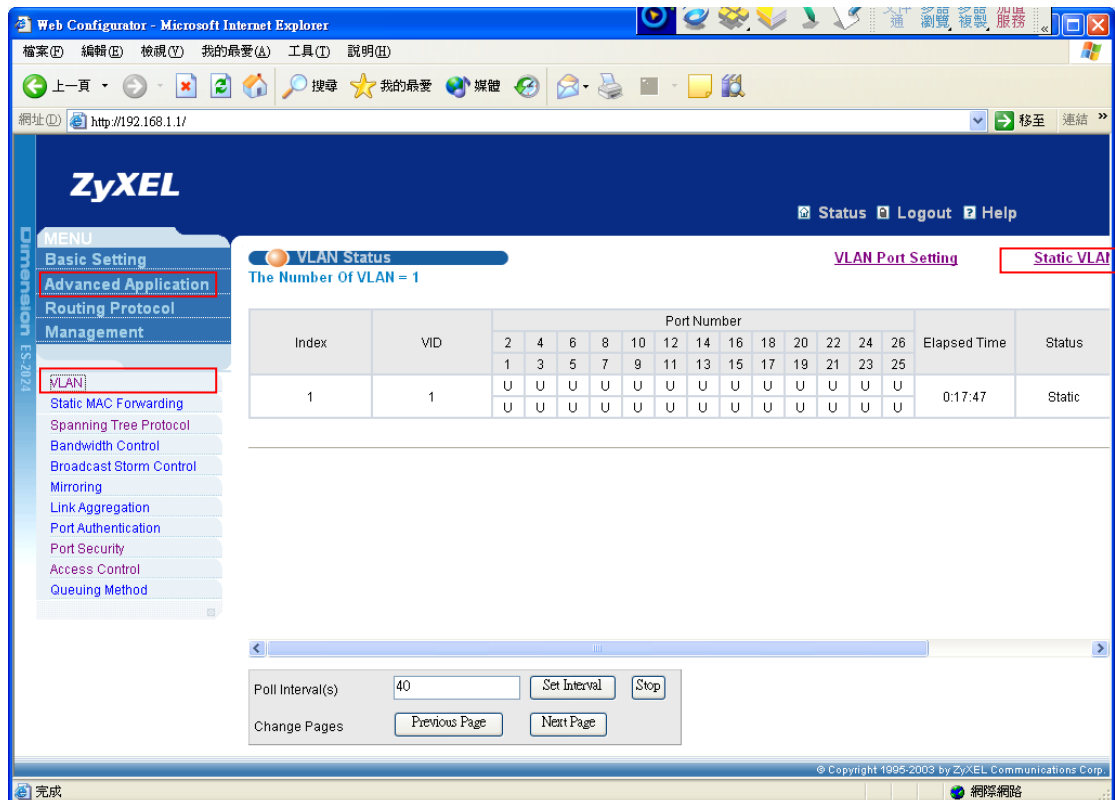 Web Configurator - Microsoft Internet Explorer
通 瀏覽 複製 服務
檔案(F) 編輯(E) 檢視(V) 我的最愛(A) 工具(T) 說明(H)
上一頁 搜尋 我的最愛 媒體
網址(D) http://192.168.1.1/ 移至 連結 »
ZyXEL
Status Logout Help
Dimension ES-2024
MENU
Basic Setting
Advanced Application
Routing Protocol
Management
VLAN
Static MAC Forwarding
Spanning Tree Protocol
Bandwidth Control
Broadcast Storm Control
Mirroring
Link Aggregation
Port Authentication
Port Security
Access Control
Queuing Method
VLAN Status VLAN Port Setting Static VLAN
The Number Of VLAN = 1
Port Number
Index VID 2 4 6 8 10 12 14 16 18 20 22 24 26 Elapsed Time Status
1 3 5 7 9 11 13 15 17 19 21 23 25
U U U U U U U U U U U U U
1 1 0:17:47 Static
U U U U U U U U U U U U U
Poll Interval(s) 40 Set Interval Stop
Change Pages Previous Page Next Page
© Copyright 1995-2003 by ZyXEL Communications Corp.
完成 網際網路